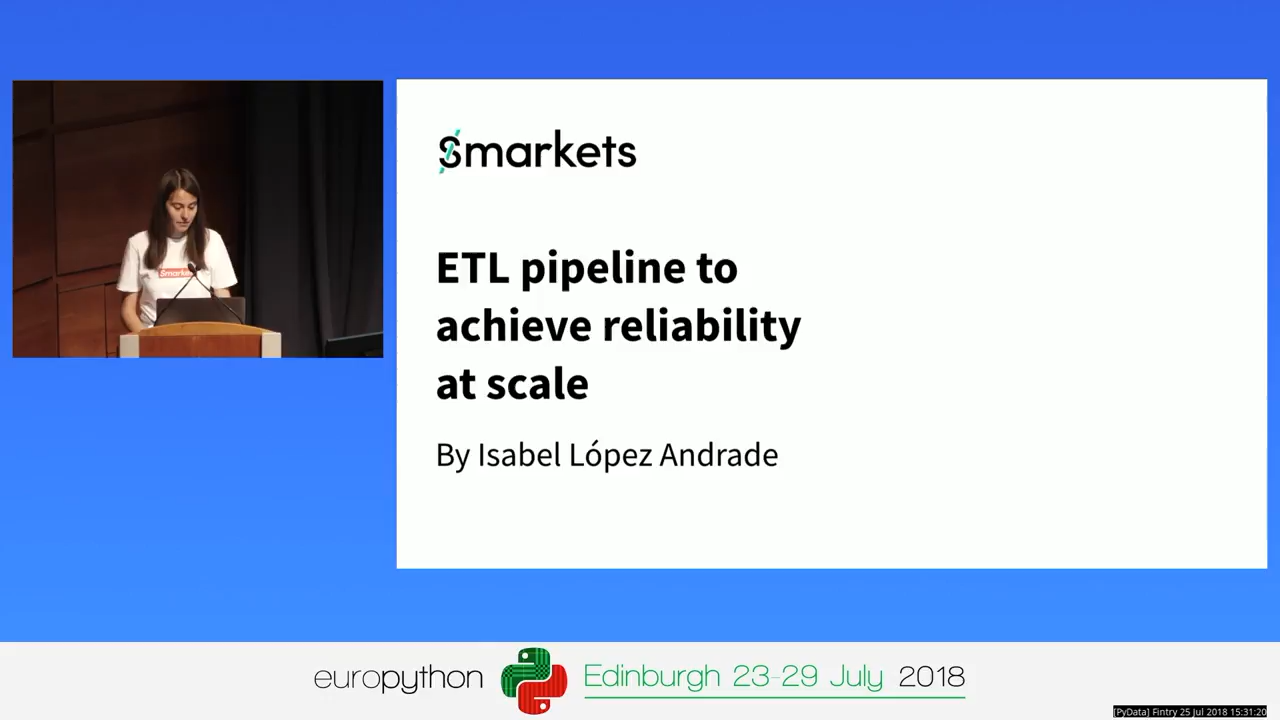 Smarkets
ETL pipeline to
achieve reliability
at scale
By Isabel López Andrade
europython
Edinburgh 23-29 July 2018
[PyData] Fintry 25 Jul 2018 15:31:20